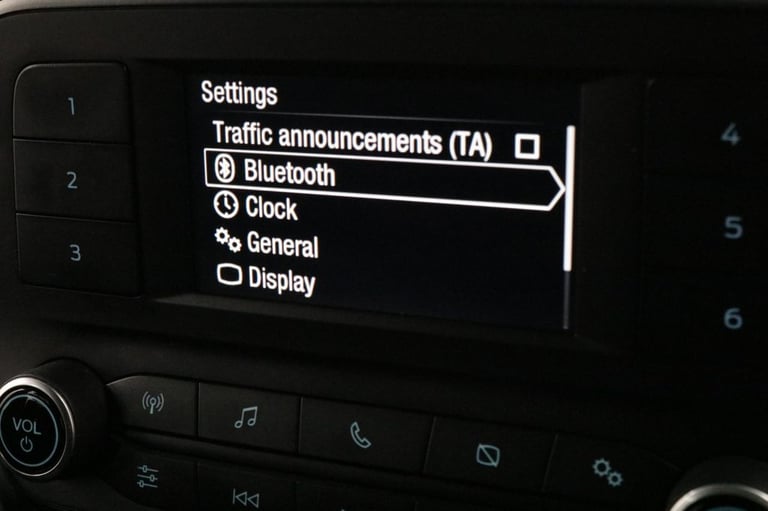 Settings
Traffic announcements (TA)
Bluetooth
Clock
General
Display
1
2
3
4
5
6
VOL